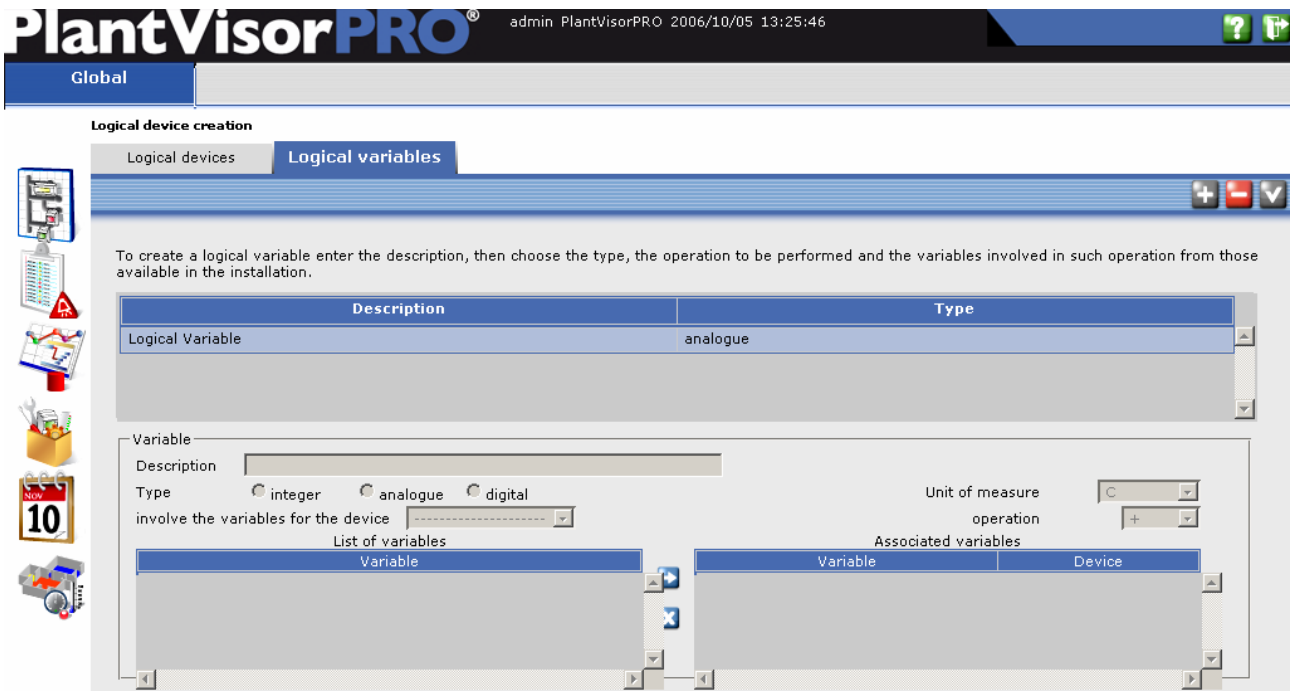 PlantVisorPRO®
admin PlantVisorPRO 2006/10/05 13:25:46
?
Global
Logical device creation
Logical devices
Logical variables
To create a logical variable enter the description, then choose the type, the operation to be performed and the variables involved in such operation from those
available in the installation.
Description Type
Logical Variable analogue
Variable
Description
Type integer analogue digital Unit of measure C
involve the variables for the device --------------------- operation +
List of variables Associated variables
Variable Variable Device
NOV
10